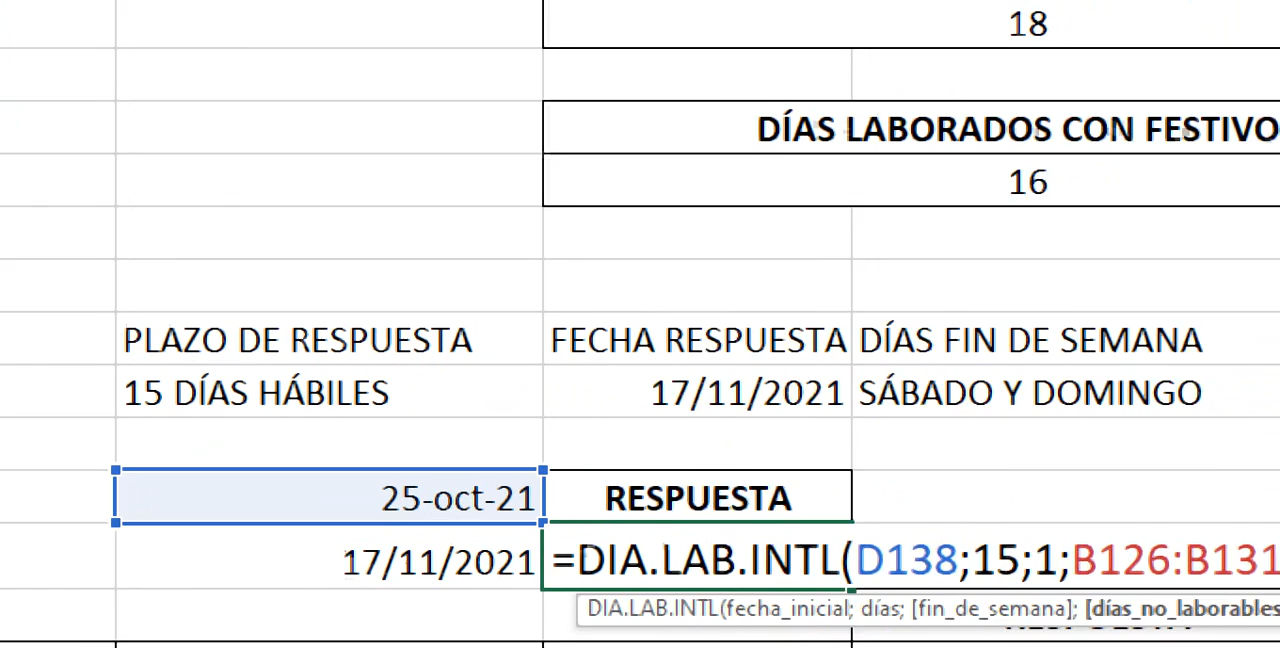 18
DÍAS LABORADOS CON FESTIVO
16
PLAZO DE RESPUESTA FECHA RESPUESTA DÍAS FIN DE SEMANA
15 DÍAS HÁBILES 17/11/2021 SÁBADO Y DOMINGO
25-oct-21 RESPUESTA
17/11/2021 =DIA.LAB.INTL(D138;15;1;B126:B131
DIA.LAB.INTL(fecha_inicial; días; [fin_de_semana]; [días_no_laborables